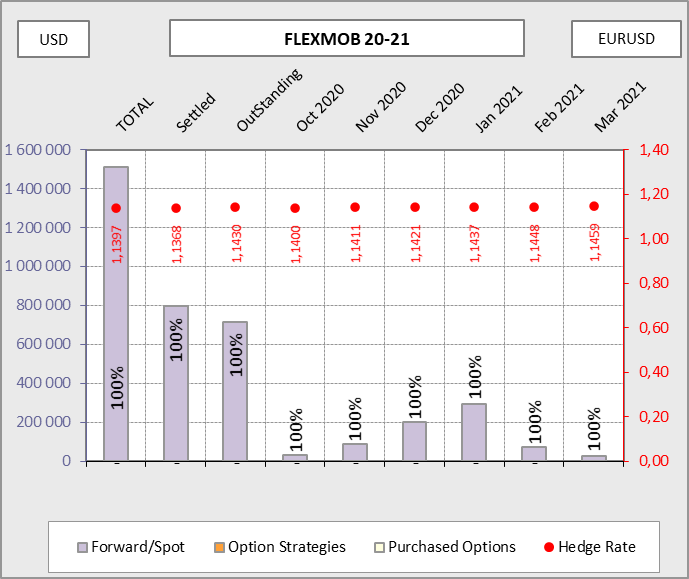 USD
FLEXMOB 20-21
EURUSD
TOTAL
Settled
OutStanding
Oct 2020
Nov 2020
Dec 2020
Jan 2021
Feb 2021
Mar 2021
1 600 000
1 400 000
1 200 000
1 000 000
800 000
600 000
400 000
200 000
0
1,40
1,20
1,00
0,80
0,60
0,40
0,20
0,00
1,1397
1,1368
1,1430
1,1400
1,1411
1,1421
1,1437
1,1448
1,1459
100%
100%
100%
100%
100%
100%
100%
100%
100%
- - - - - - - - -
Forward/Spot Option Strategies Purchased Options Hedge Rate